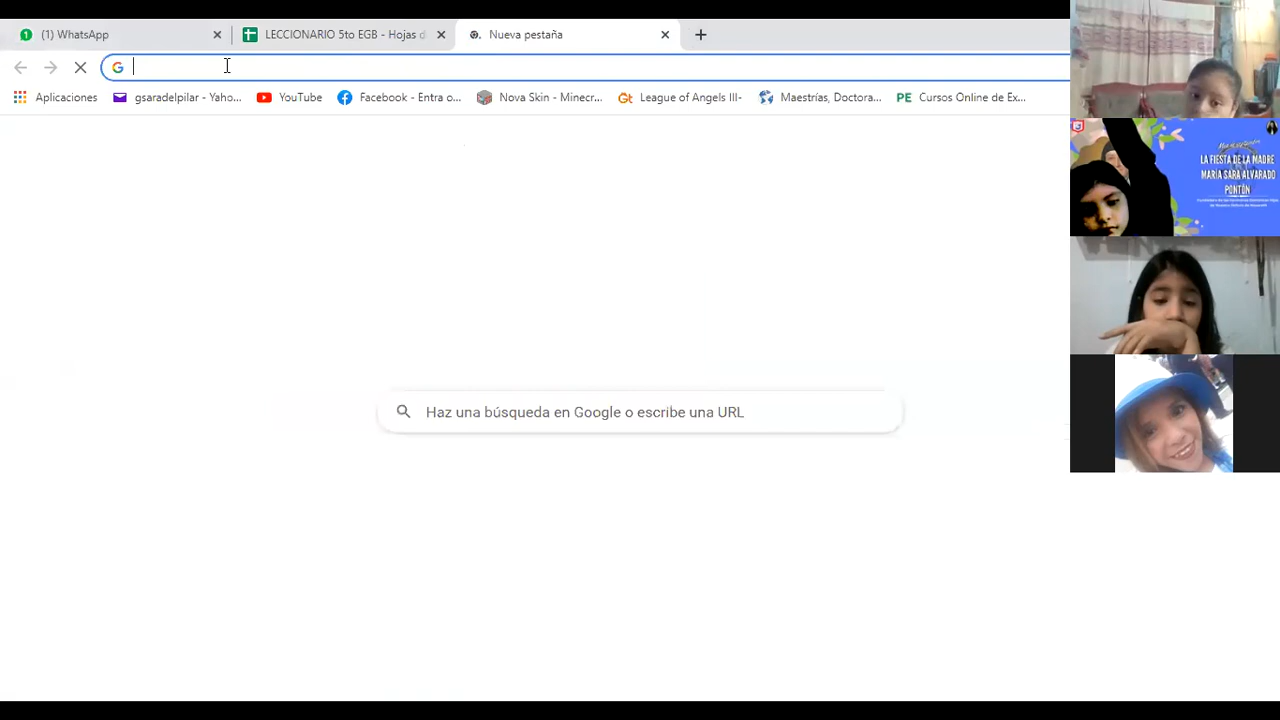 (1) WhatsApp
LECCIONARIO 5to EGB - Hojas d
Nueva pestaña
Aplicaciones
gsaradelpilar - Yaho...
YouTube
Facebook - Entra o...
Nova Skin - Minecr...
League of Angels III-
Maestrías, Doctora...
Cursos Online de Ex...
Haz una búsqueda en Google o escribe una URL
LA FIESTA DE LA MADRE
MARÍA SARA ALVARADO
PONTÓN